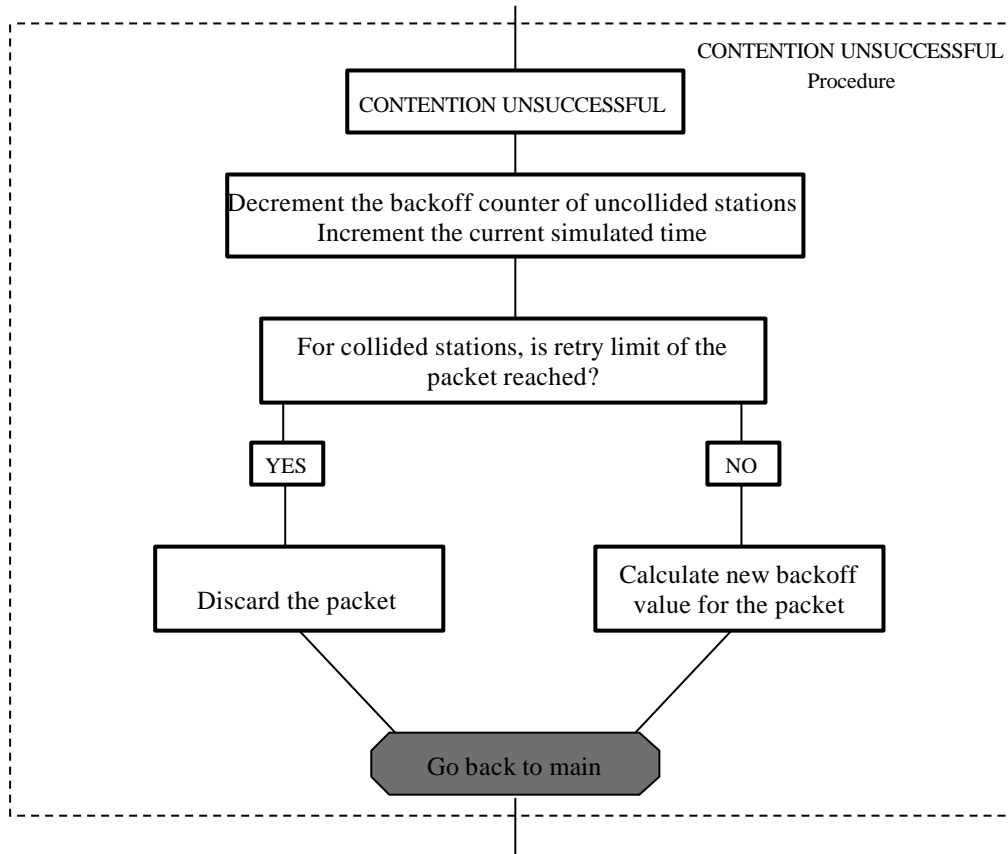 CONTENTION UNSUCCESSFUL
Procedure
CONTENTION UNSUCCESSFUL
Decrement the backoff counter of uncollided stations
Increment the current simulated time
For collided stations, is retry limit of the
packet reached?
YES
NO
Discard the packet
Calculate new backoff
value for the packet
Go back to main